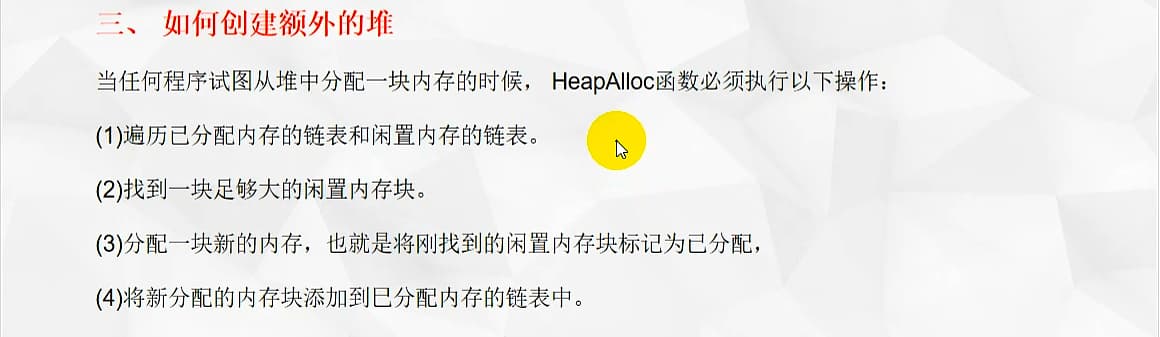 三、 如何创建额外的堆
当任何程序试图从堆中分配一块内存的时候， HeapAlloc函数必须执行以下操作：
(1)遍历已分配内存的链表和闲置内存的链表。
(2)找到一块足够大的闲置内存块。
(3)分配一块新的内存，也就是将刚找到的闲置内存块标记为已分配，
(4)将新分配的内存块添加到巳分配内存的链表中。